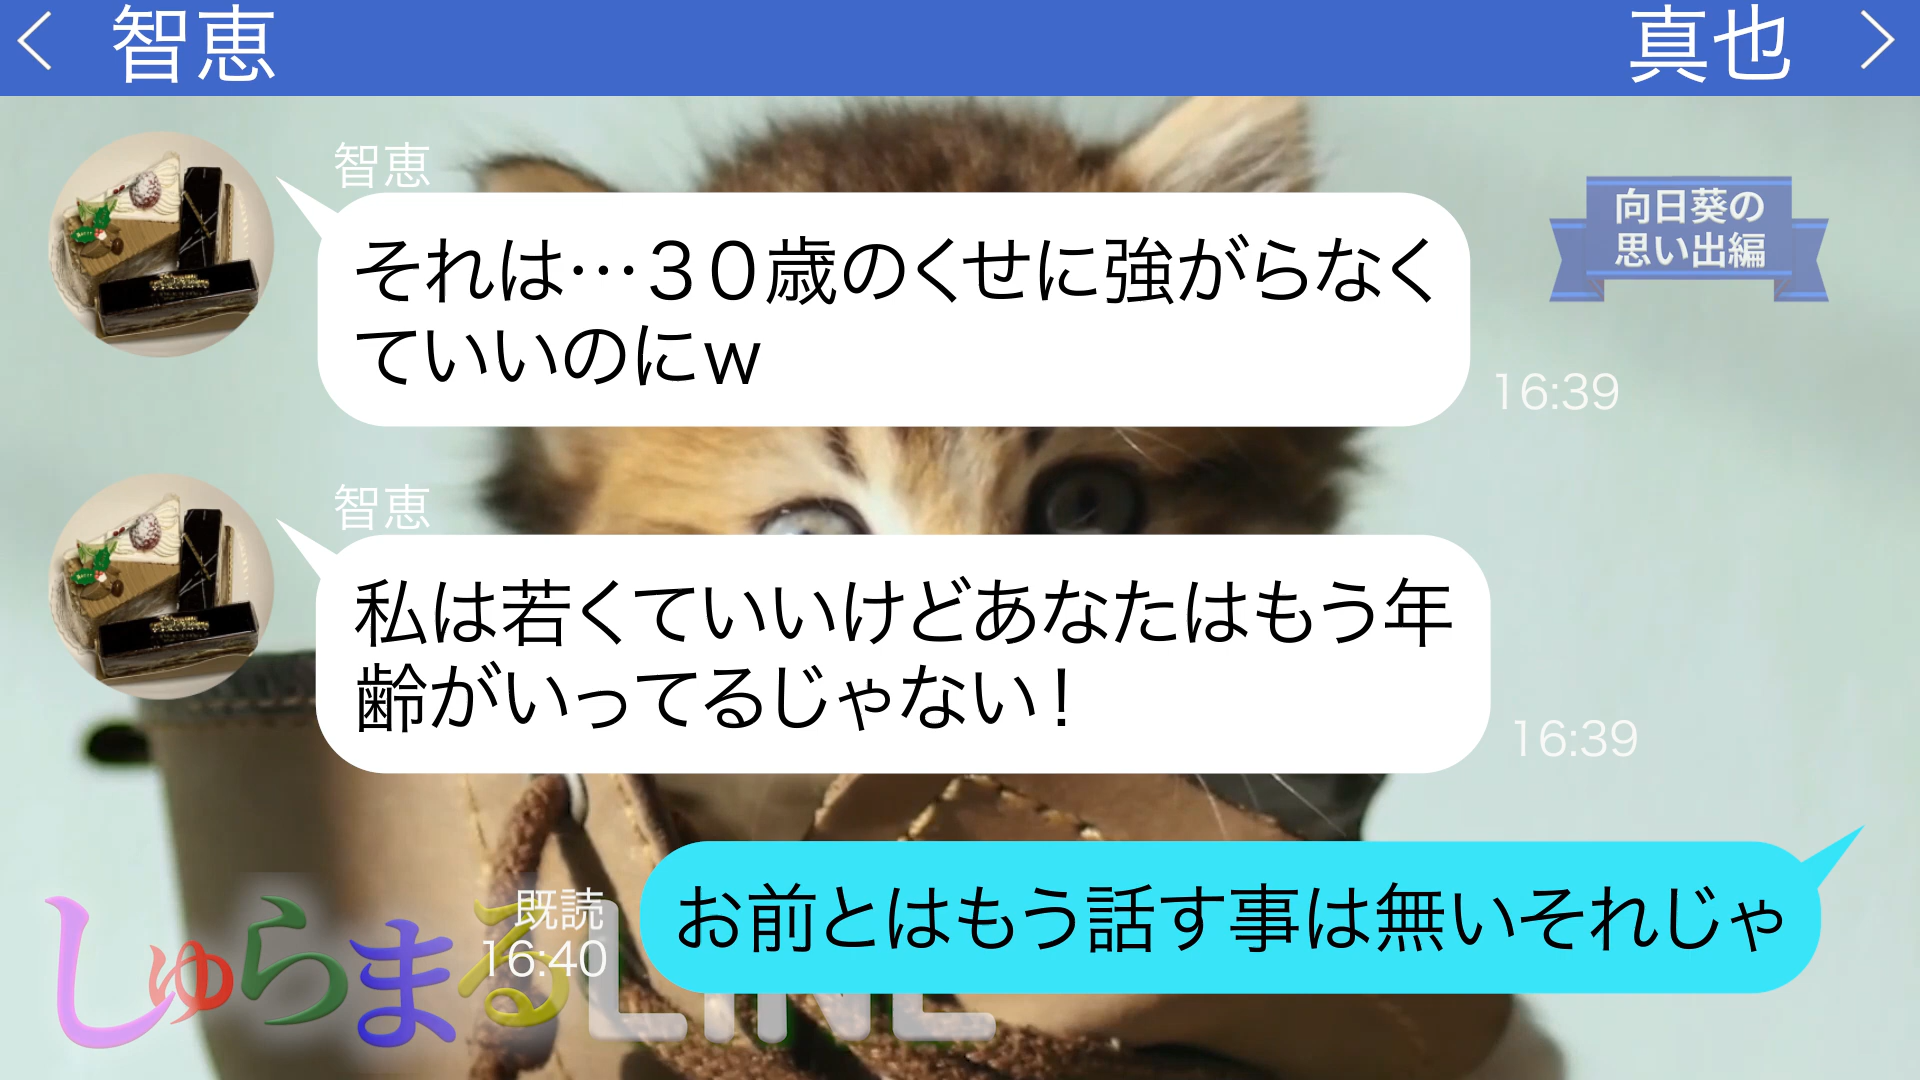 智恵
真也
智恵
向日葵の
思い出編
それは…３０歳のくせに強がらなく
ていいのにｗ
16:39
智恵
私は若くていいけどあなたはもう年
齢がいってるじゃない！
16:39
お前とはもう話す事は無いそれじゃ
既読
16:40
しゅらまるLINE